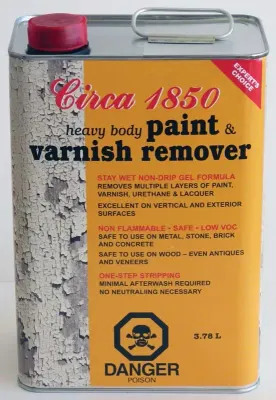 EXPERT'S
CHOICE
Circa 1850
heavy body paint &
varnish remover
STAY WET NON-DRIP GEL FORMULA
REMOVES MULTIPLE LAYERS OF PAINT,
VARNISH, URETHANE & LACQUER
EXCELLENT ON VERTICAL AND EXTERIOR
SURFACES
NON FLAMMABLE • SAFE • LOW VOC
SAFE TO USE ON METAL, STONE, BRICK
AND CONCRETE
SAFE TO USE ON WOOD – EVEN ANTIQUES
AND VENEERS
ONE-STEP STRIPPING
MINIMAL AFTERWASH REQUIRED
NO NEUTRALIING NECESSARY
3.78 L
DANGER
POISON